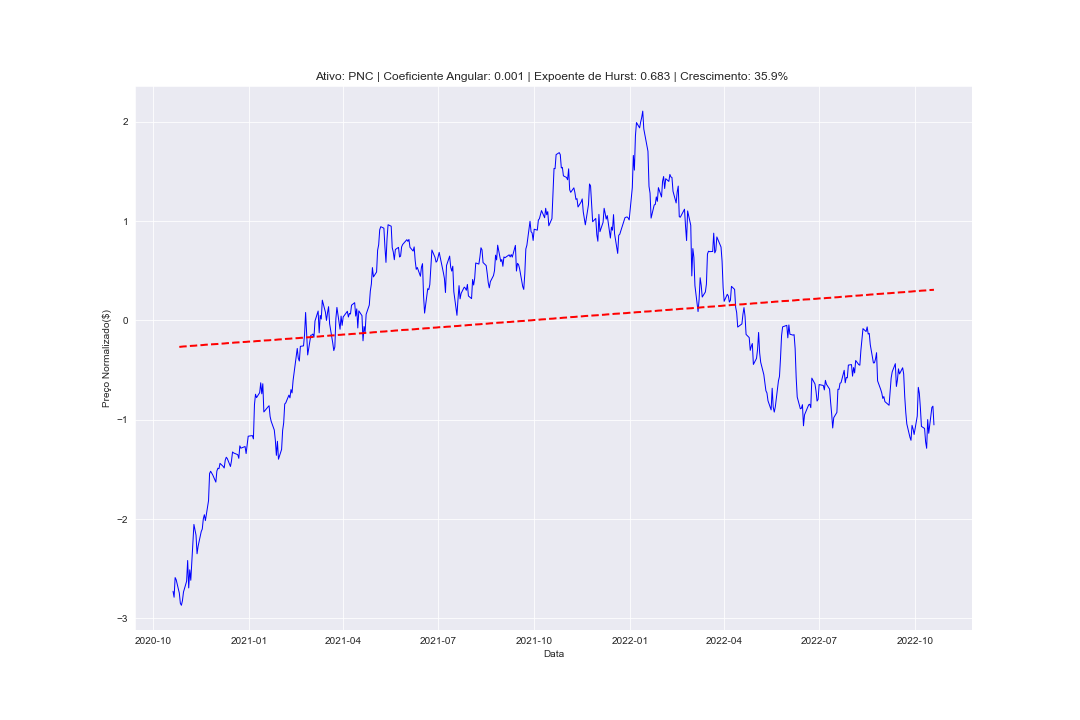 Ativo: PNC | Coeficiente Angular: 0.001 | Expoente de Hurst: 0.683 | Crescimento: 35.9%
Preço Normalizado($)
2
1
0
−1
−2
−3
2020-10 2021-01 2021-04 2021-07 2021-10 2022-01 2022-04 2022-07 2022-10
Data